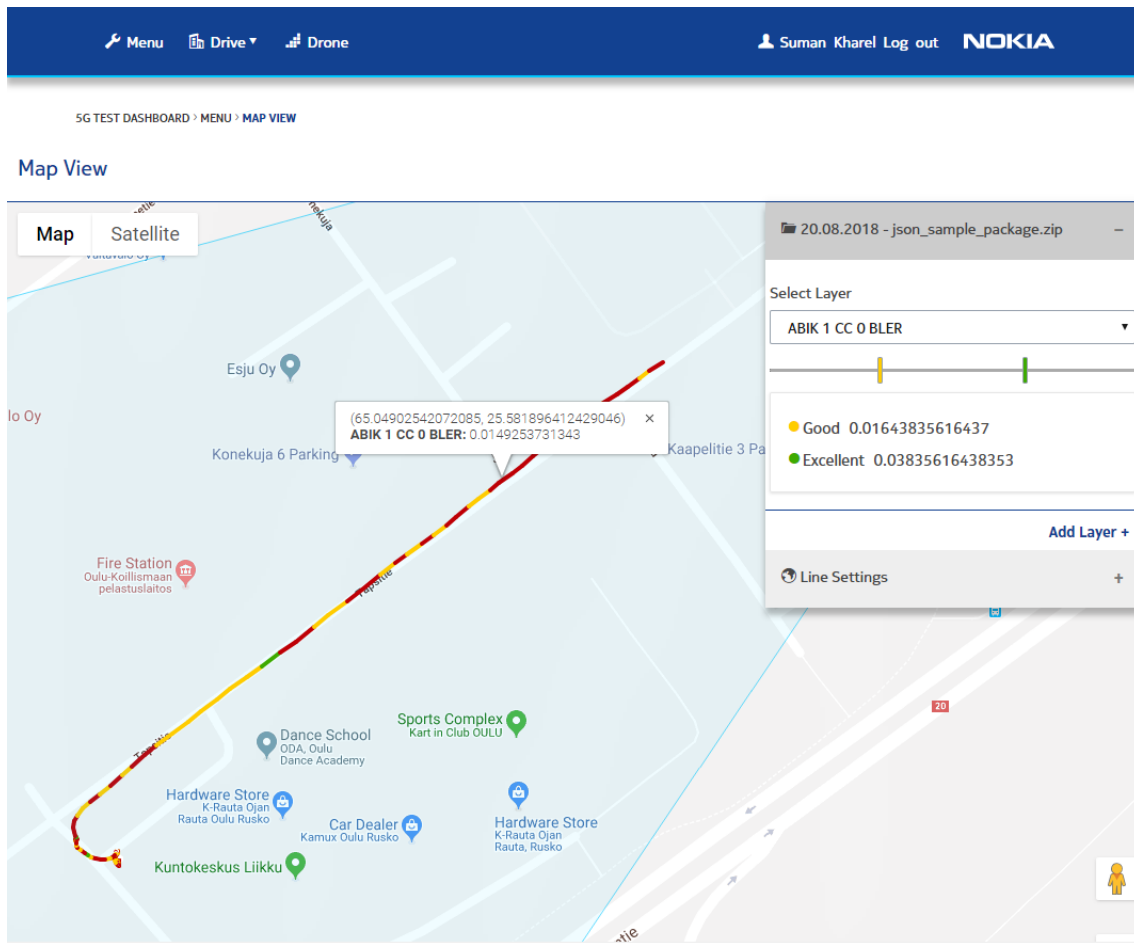 Menu Drive Drone Suman Kharel Log out NOKIA
5G TEST DASHBOARD > MENU > MAP VIEW
Map View
Map Satellite
20.08.2018 - json_sample_package.zip –
Select Layer
ABIK 1 CC 0 BLER
Good 0.01643835616437
Excellent 0.03835616438353
Add Layer +
Line Settings +
nekuja
Esju Oy
lo Oy
(65.04902542072085, 25.581896412429046) ×
ABIK 1 CC 0 BLER: 0.0149253731343
Konekuja 6 Parking
Kaapelitie 3 Pa
Fire Station
Oulu-Koillismaan
pelastuslaitos
Tapsitie
20
Sports Complex
Kart in Club OULU
Dance School
ODA, Oulu
Dance Academy
Tapsitie
Hardware Store
K-Rauta Ojan
Rauta Oulu Rusko
Car Dealer
Kamux Oulu Rusko
Hardware Store
K-Rauta Ojan
Rauta, Rusko
Kuntokeskus Liikku